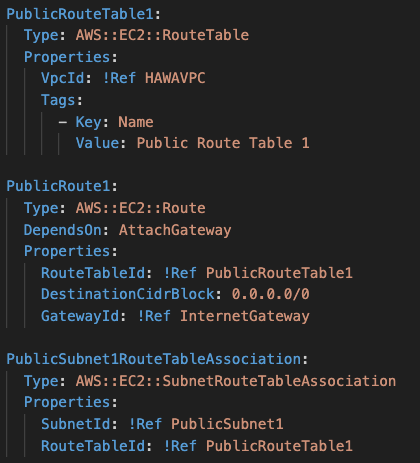 PublicRouteTable1:
  Type: AWS::EC2::RouteTable
  Properties:
    VpcId: !Ref HAWAVPC
    Tags:
      - Key: Name
        Value: Public Route Table 1

PublicRoute1:
  Type: AWS::EC2::Route
  DependsOn: AttachGateway
  Properties:
    RouteTableId: !Ref PublicRouteTable1
    DestinationCidrBlock: 0.0.0.0/0
    GatewayId: !Ref InternetGateway

PublicSubnet1RouteTableAssociation:
  Type: AWS::EC2::SubnetRouteTableAssociation
  Properties:
    SubnetId: !Ref PublicSubnet1
    RouteTableId: !Ref PublicRouteTable1